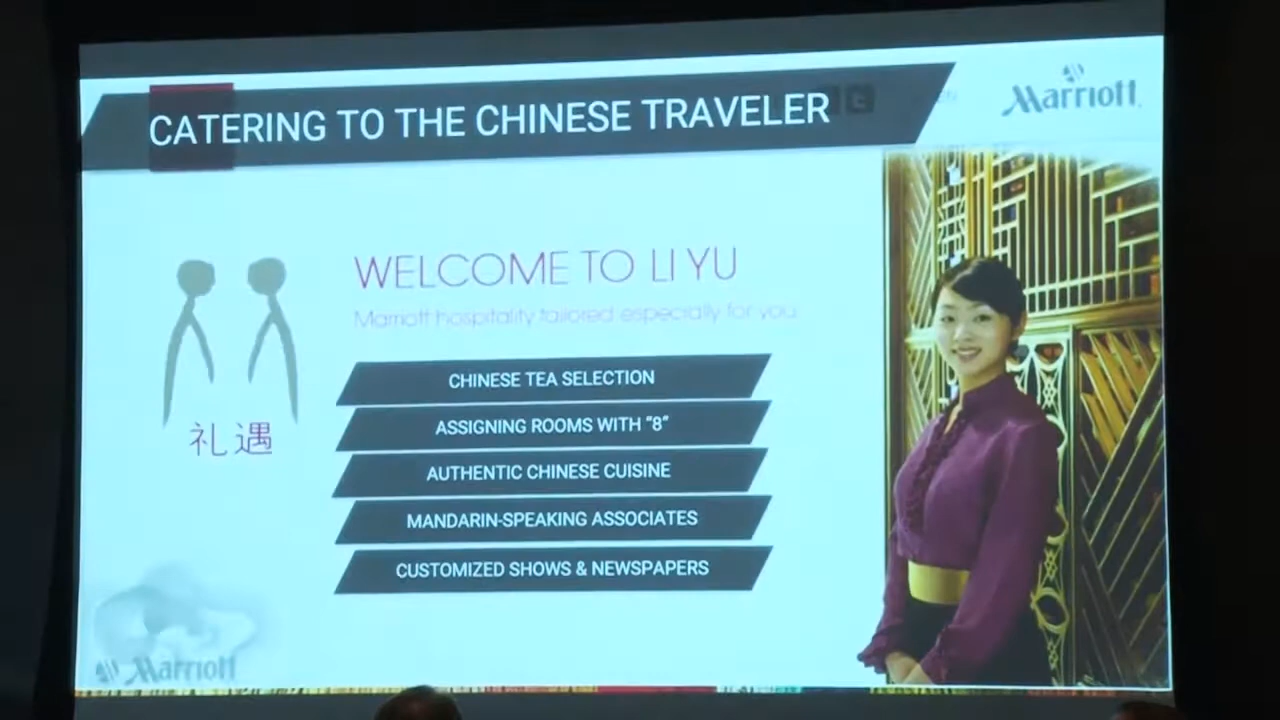 CATERING TO THE CHINESE TRAVELER
Marriott
WELCOME TO LI YU
Marriott hospitality tailored especially for you
礼遇
CHINESE TEA SELECTION
ASSIGNING ROOMS WITH “8”
AUTHENTIC CHINESE CUISINE
MANDARIN-SPEAKING ASSOCIATES
CUSTOMIZED SHOWS & NEWSPAPERS
Marriott